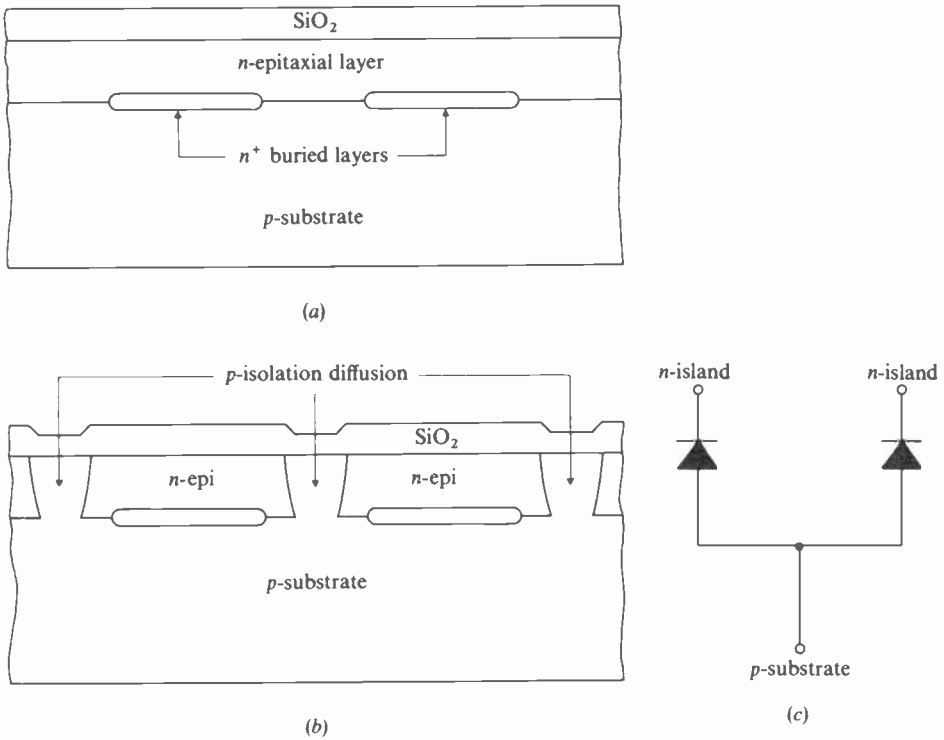 SiO₂
n-epitaxial layer
n⁺ buried layers
p-substrate
(a)
p-isolation diffusion
SiO₂
n-epi
n-epi
p-substrate
(b)
n-island
n-island
p-substrate
(c)